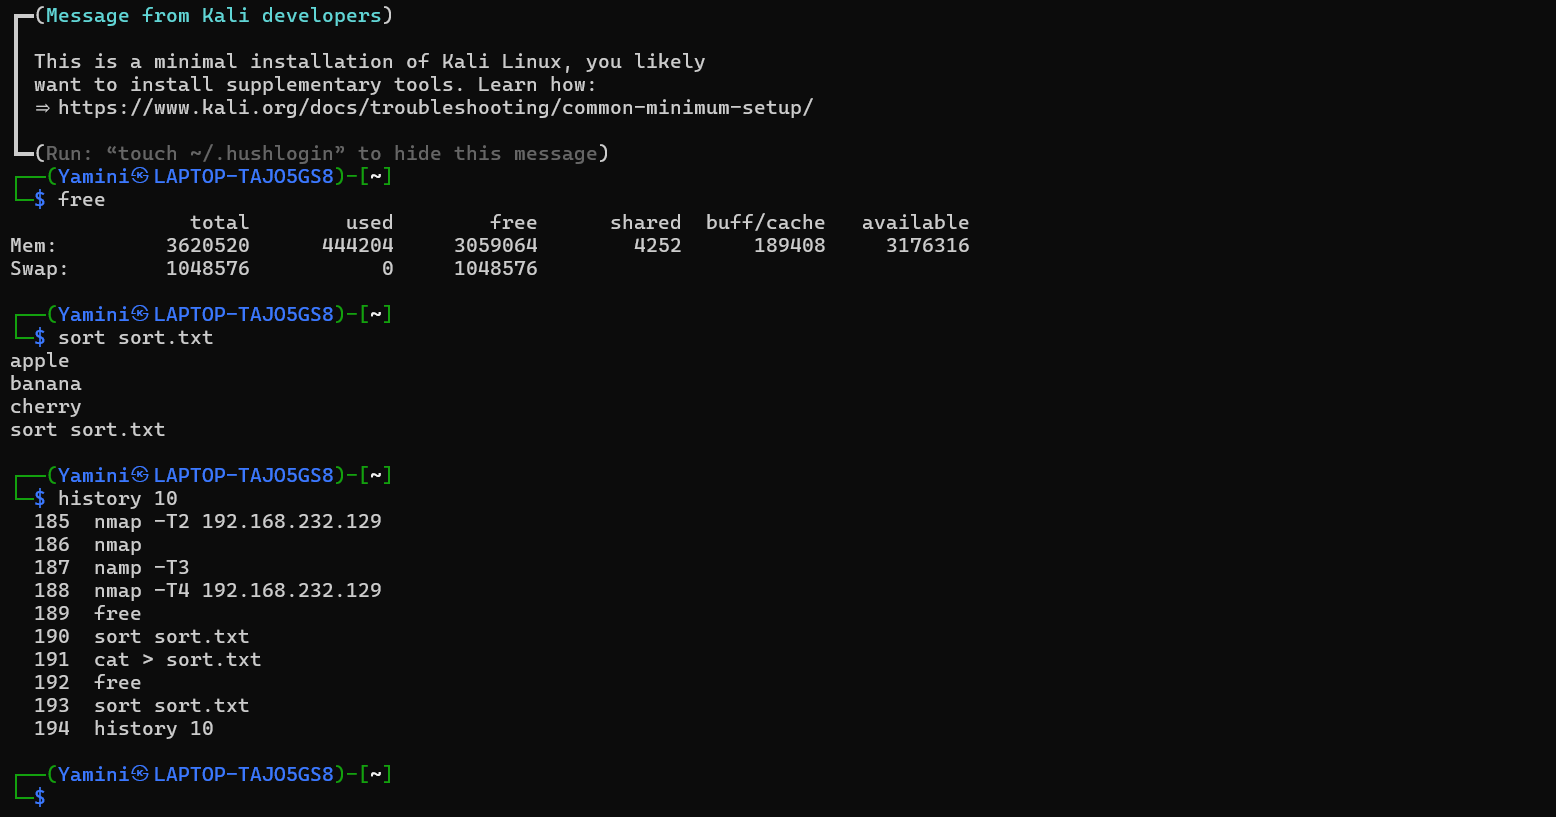 (Message from Kali developers)
This is a minimal installation of Kali Linux, you likely
want to install supplementary tools. Learn how:
⇒ https://www.kali.org/docs/troubleshooting/common-minimum-setup/
(Run: “touch ~/.hushlogin” to hide this message)
┌──(Yamini㉿LAPTOP-TAJO5GS8)-[~]
└─$ free
total used free shared buff/cache available
Mem: 3620520 444204 3059064 4252 189408 3176316
Swap: 1048576 0 1048576
┌──(Yamini㉿LAPTOP-TAJO5GS8)-[~]
└─$ sort sort.txt
apple
banana
cherry
sort sort.txt
┌──(Yamini㉿LAPTOP-TAJO5GS8)-[~]
└─$ history 10
185 nmap -T2 192.168.232.129
186 nmap
187 namp -T3
188 nmap -T4 192.168.232.129
189 free
190 sort sort.txt
191 cat > sort.txt
192 free
193 sort sort.txt
194 history 10
┌──(Yamini㉿LAPTOP-TAJO5GS8)-[~]
└─$